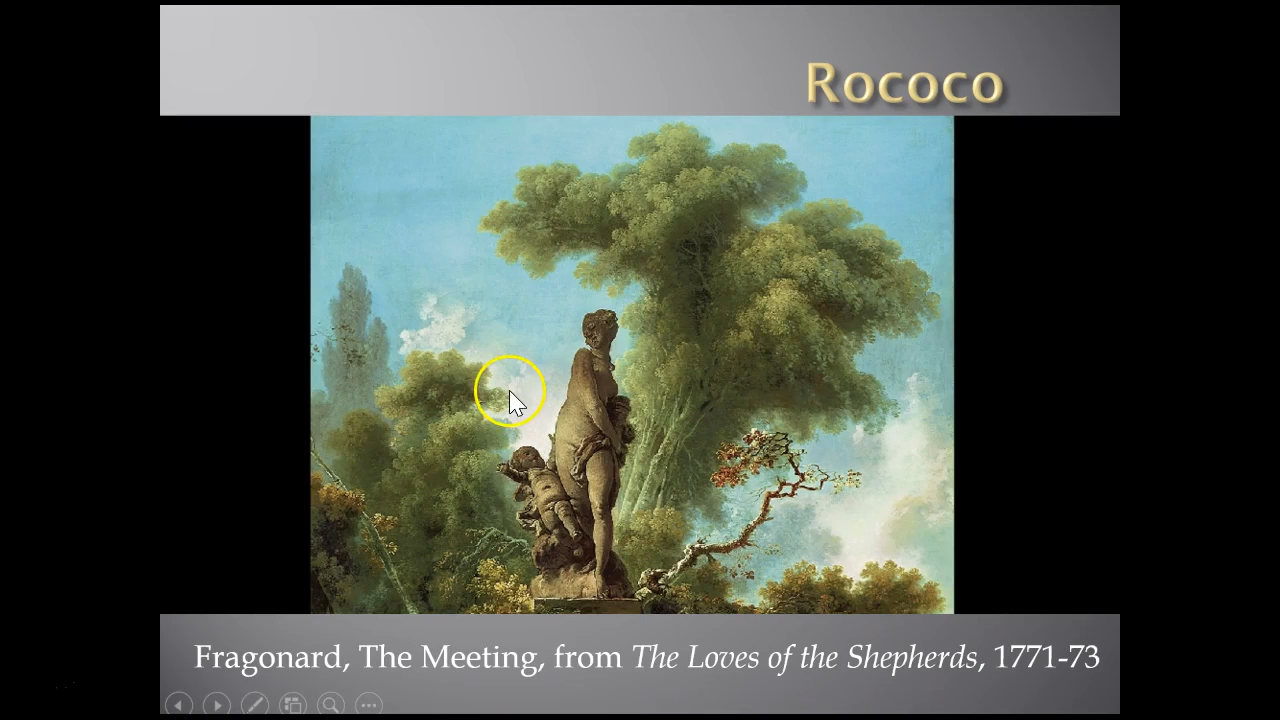 Rococo
Fragonard, The Meeting, from The Loves of the Shepherds, 1771-73